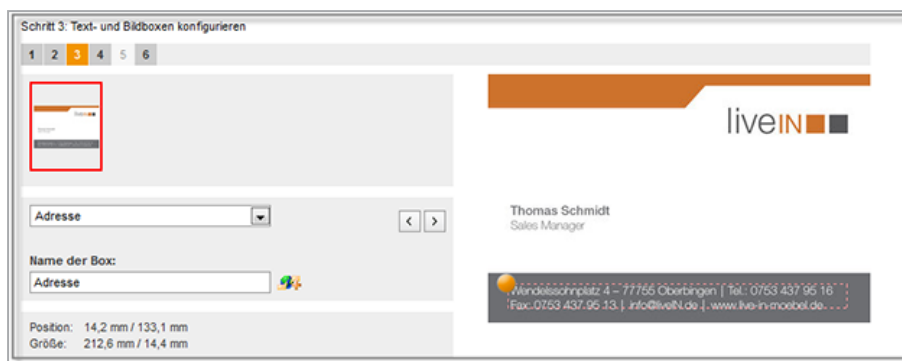 Schritt 3: Text- und Bildboxen konfigurieren
1 2 3 4 5 6
Adresse
Name der Box:
Adresse
Position: 14,2 mm / 133,1 mm
Größe: 212,6 mm / 14,4 mm
liveIN
Thomas Schmidt
Sales Manager
Wendelssohnplatz 4 – 77755 Oberbingen | Tel.: 0753 437 95 16
Fax: 0753 437 95 13 | info@liveIN.de | www.live-in-moebel.de